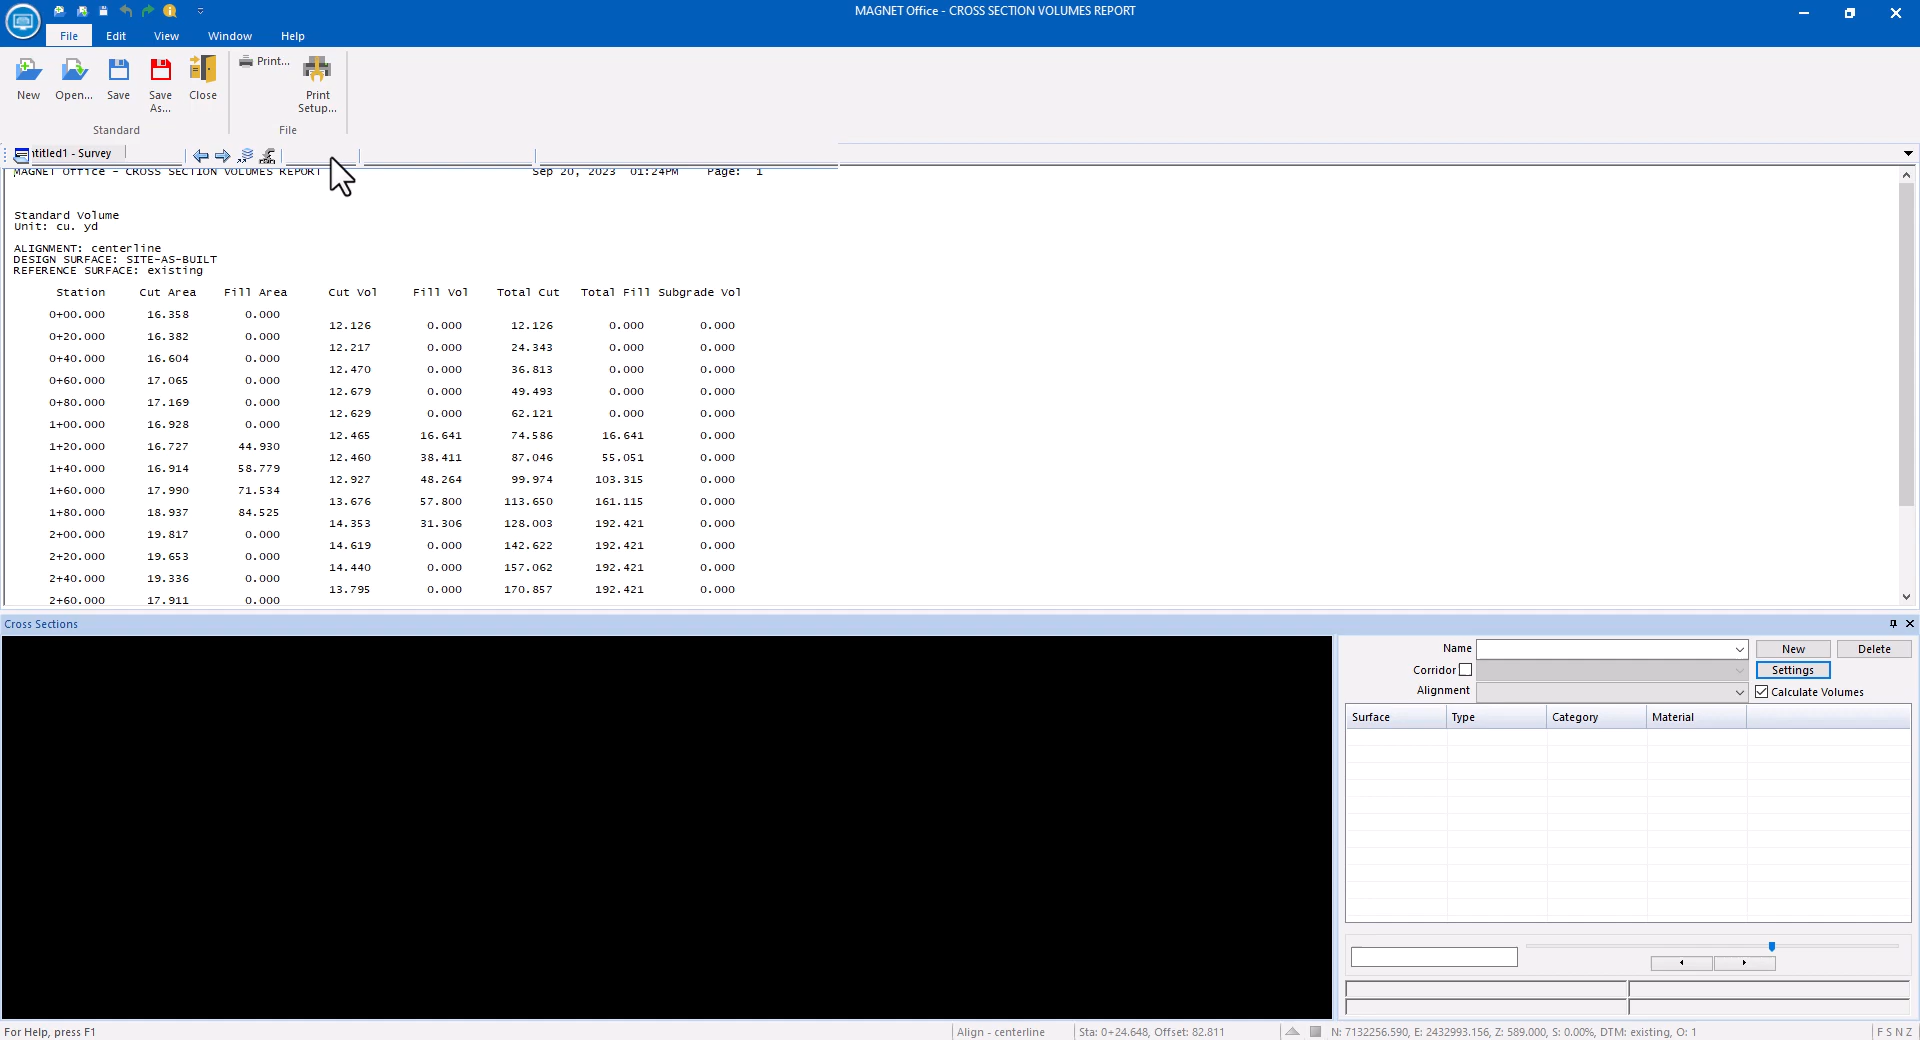 MAGNET Office - CROSS SECTION VOLUMES REPORT
File Edit View Window Help
New Open... Save Save As... Close Print... Print Setup...
Standard File
ntitled1 - Survey
MAGNET Office - CROSS SECTION VOLUMES REPORT Sep 20, 2023 01:24PM Page: 1
Standard Volume
Unit: cu. yd
ALIGNMENT: centerline
DESIGN SURFACE: SITE-AS-BUILT
REFERENCE SURFACE: existing
Station Cut Area Fill Area Cut Vol Fill Vol Total Cut Total Fill Subgrade Vol
0+00.000 16.358 0.000
12.126 0.000 12.126 0.000 0.000
0+20.000 16.382 0.000
12.217 0.000 24.343 0.000 0.000
0+40.000 16.604 0.000
12.470 0.000 36.813 0.000 0.000
0+60.000 17.065 0.000
12.679 0.000 49.493 0.000 0.000
0+80.000 17.169 0.000
12.629 0.000 62.121 0.000 0.000
1+00.000 16.928 0.000
12.465 16.641 74.586 16.641 0.000
1+20.000 16.727 44.930
12.460 38.411 87.046 55.051 0.000
1+40.000 16.914 58.779
12.927 48.264 99.974 103.315 0.000
1+60.000 17.990 71.534
13.676 57.800 113.650 161.115 0.000
1+80.000 18.937 84.525
14.353 31.306 128.003 192.421 0.000
2+00.000 19.817 0.000
14.619 0.000 142.622 192.421 0.000
2+20.000 19.653 0.000
14.440 0.000 157.062 192.421 0.000
2+40.000 19.336 0.000
13.795 0.000 170.857 192.421 0.000
2+60.000 17.911 0.000
Cross Sections
Name New Delete
Corridor Settings
Alignment Calculate Volumes
Surface Type Category Material
For Help, press F1 Align - centerline Sta: 0+24.648, Offset: 82.811 N: 7132256.590, E: 2432993.156, Z: 589.000, S: 0.00%, DTM: existing, O: 1 F S N Z